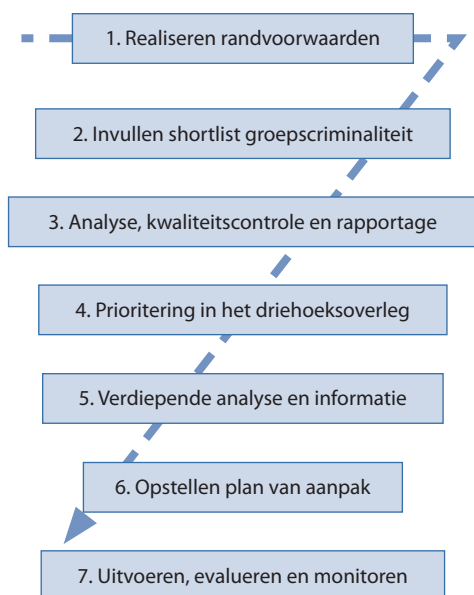 1. Realiseren randvoorwaarden
2. Invullen shortlist groepscriminaliteit
3. Analyse, kwaliteitscontrole en rapportage
4. Prioritering in het driehoeksoverleg
5. Verdiepende analyse en informatie
6. Opstellen plan van aanpak
7. Uitvoeren, evalueren en monitoren